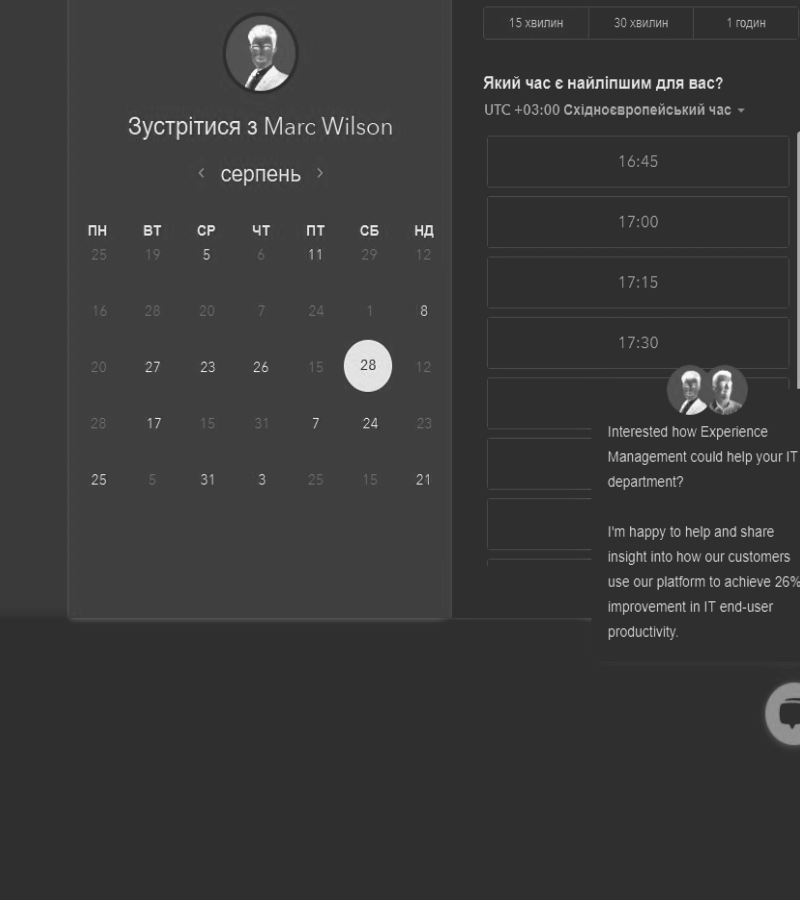 Зустрітися з Marc Wilson
серпень
ПН ВТ СР ЧТ ПТ СБ НД
25 19 5 6 11 29 12
16 28 20 7 24 1 8
20 27 23 26 15 28 12
28 17 15 31 7 24 23
25 5 31 3 25 15 21
15 хвилин 30 хвилин 1 годин
Який час є найліпшим для вас?
UTC +03:00 Східноєвропейський час
16:45
17:00
17:15
17:30
Interested how Experience
Management could help your IT
department?
I'm happy to help and share
insight into how our customers
use our platform to achieve 26%
improvement in IT end-user
productivity.